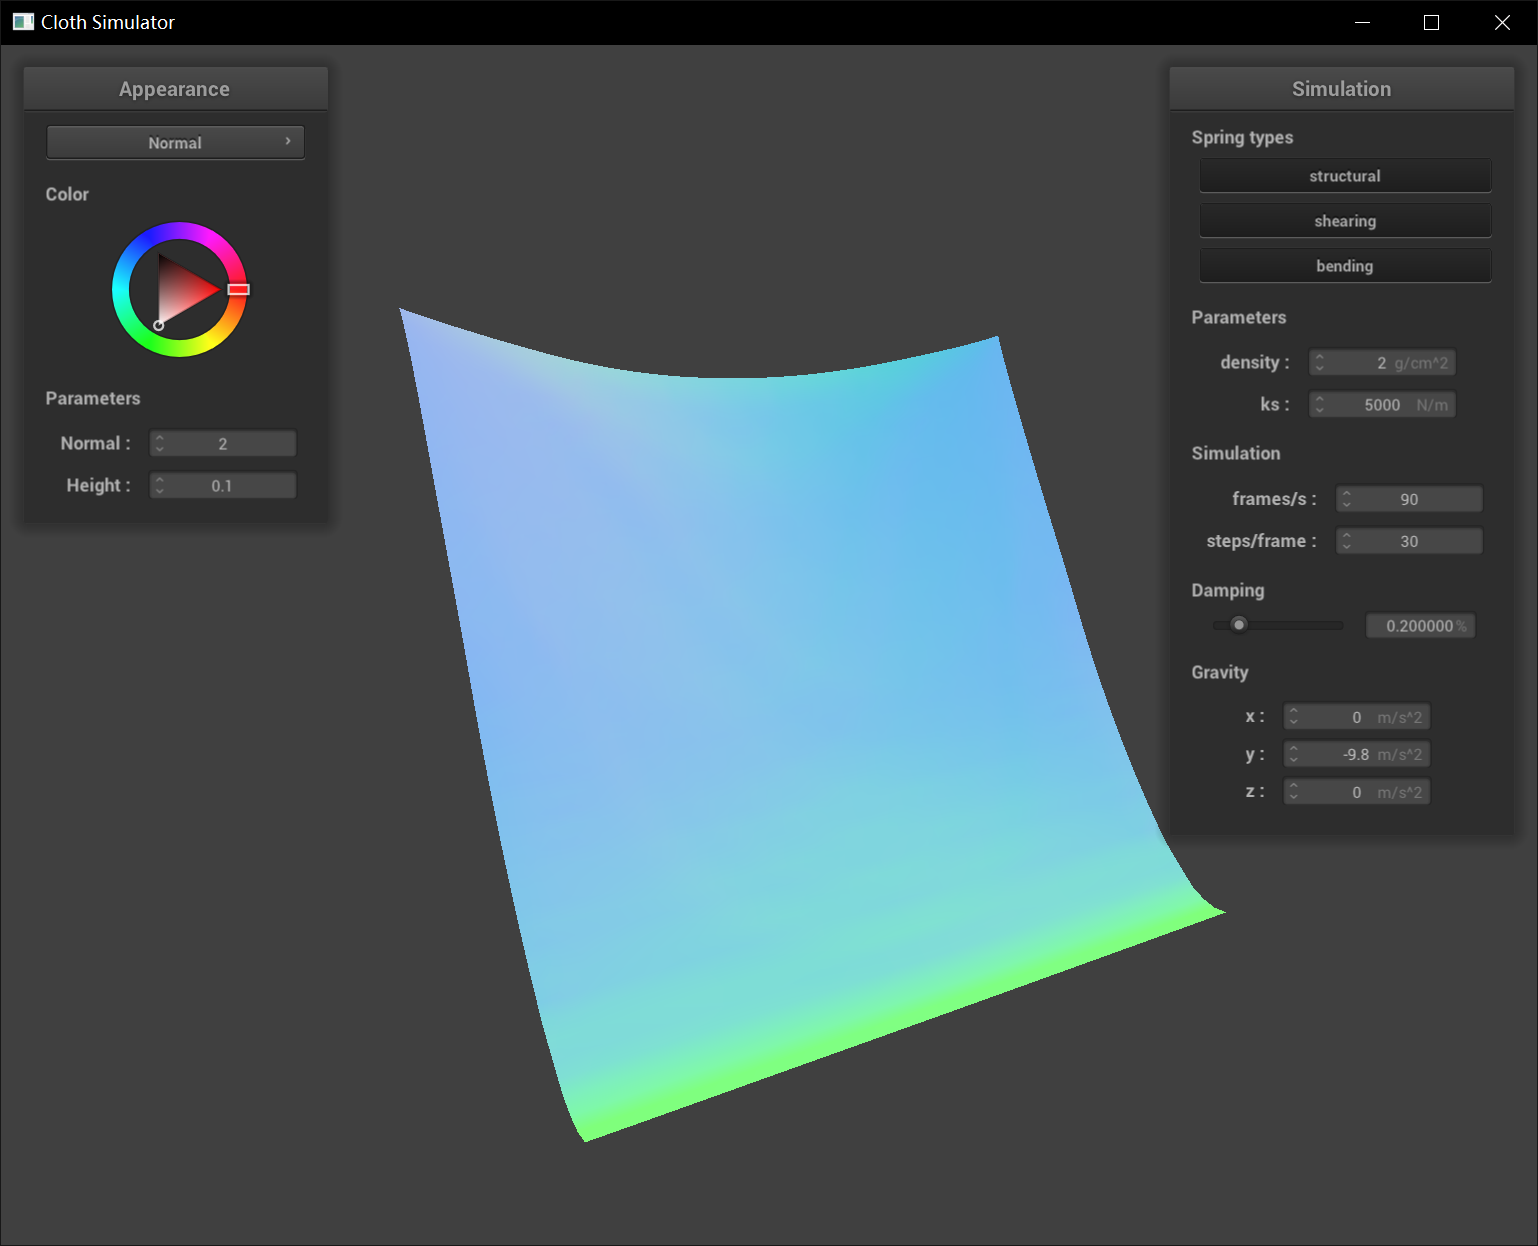 Cloth Simulator
Appearance
Normal
Color
Parameters
Normal : 2
Height : 0.1
Simulation
Spring types
structural
shearing
bending
Parameters
density : 2 g/cm^2
ks : 5000 N/m
Simulation
frames/s : 90
steps/frame : 30
Damping
0.200000 %
Gravity
x : 0 m/s^2
y : -9.8 m/s^2
z : 0 m/s^2